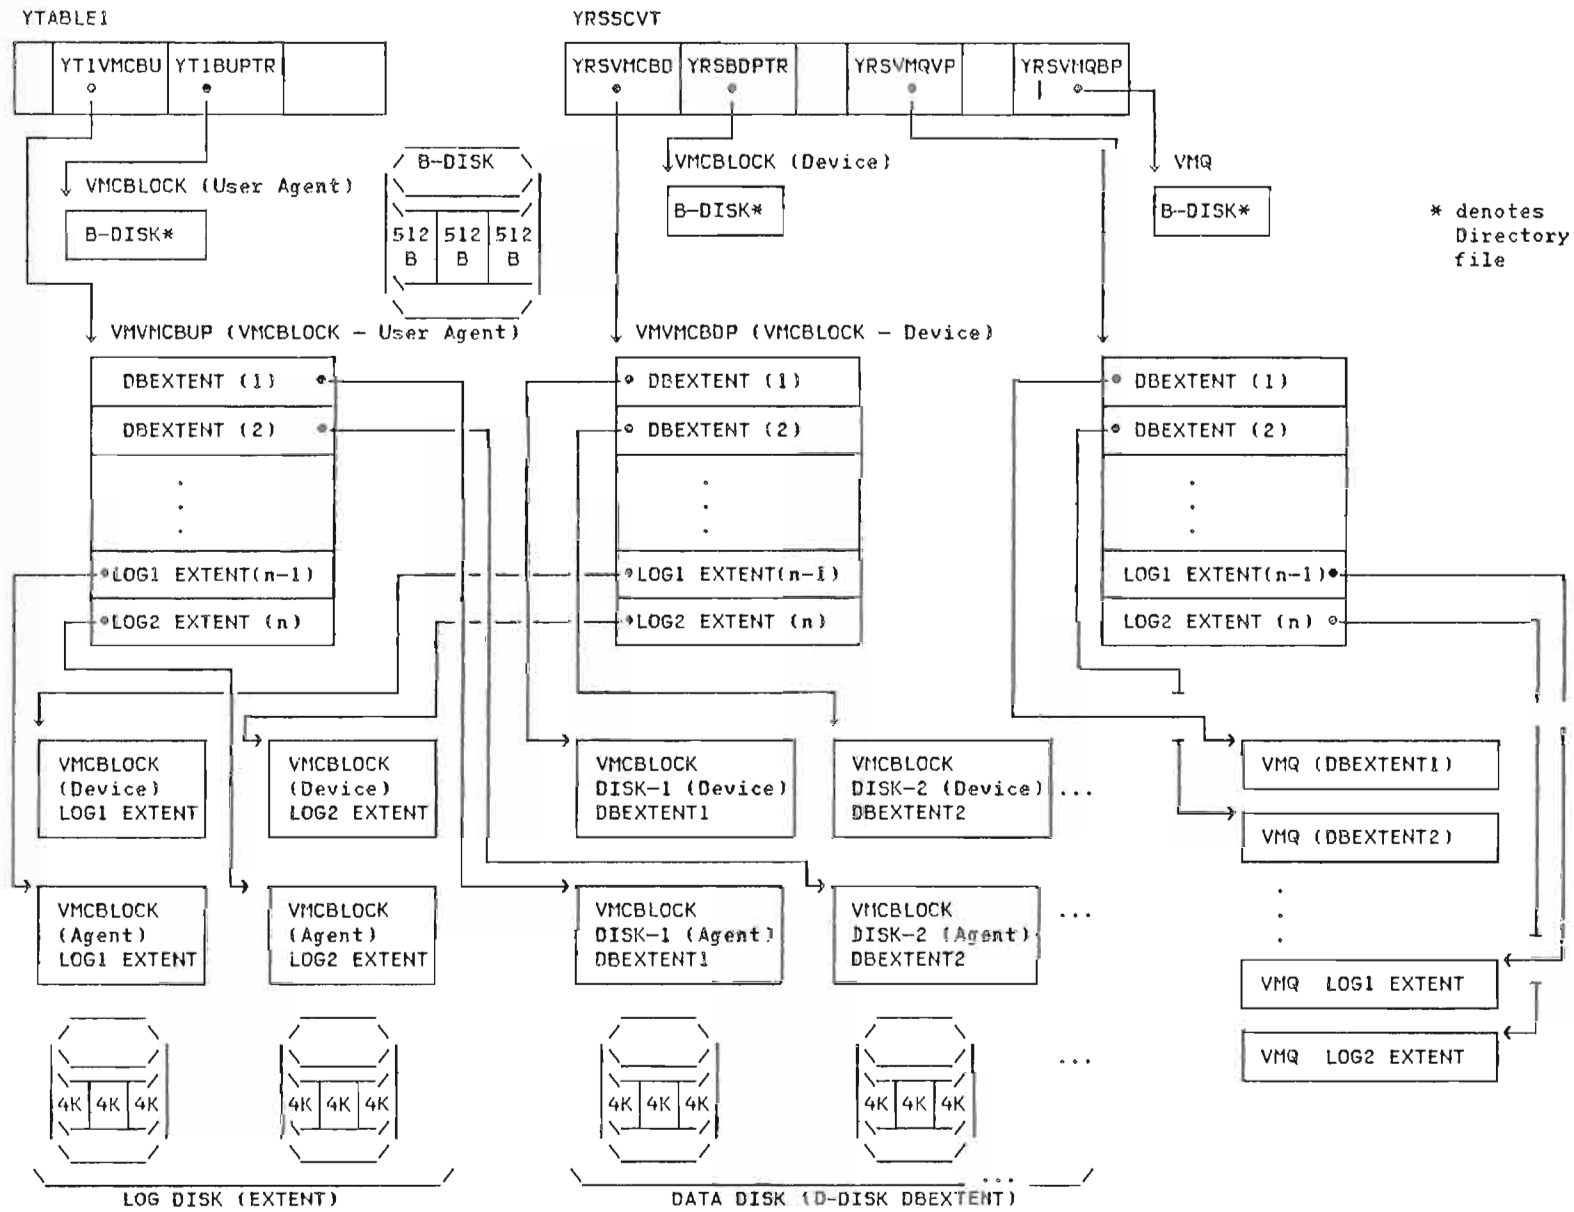 YTABLE1
YRSSCVT
YT1VMCBU YT1BUPTR
YRSVMCBD YRSBDPTR YRSVMQVP YRSVMQBP
B-DISK
VMCBLOCK (User Agent)
VMCBLOCK (Device)
VMQ
B-DISK*
B-DISK*
B-DISK*
512 512 512
B B B
* denotes
Directory
file
VMVMCBUP (VMCBLOCK - User Agent)
VMVMCBDP (VMCBLOCK - Device)
DBEXTENT (1)
DBEXTENT (2)
.
.
.
LOG1 EXTENT(n-1)
LOG2 EXTENT (n)
DBEXTENT (1)
DBEXTENT (2)
.
.
.
LOG1 EXTENT(n-1)
LOG2 EXTENT (n)
DBEXTENT (1)
DBEXTENT (2)
.
.
.
LOG1 EXTENT(n-1)
LOG2 EXTENT (n)
VMCBLOCK
(Device)
LOG1 EXTENT
VMCBLOCK
(Device)
LOG2 EXTENT
VMCBLOCK
DISK-1 (Device)
DBEXTENT1
VMCBLOCK
DISK-2 (Device)
DBEXTENT2
...
VMCBLOCK
(Agent)
LOG1 EXTENT
VMCBLOCK
(Agent)
LOG2 EXTENT
VMCBLOCK
DISK-1 (Agent)
DBEXTENT1
VMCBLOCK
DISK-2 (Agent)
DBEXTENT2
...
VMQ (DBEXTENT1)
VMQ (DBEXTENT2)
.
.
.
VMQ LOG1 EXTENT
VMQ LOG2 EXTENT
4K 4K 4K
4K 4K 4K
4K 4K 4K
4K 4K 4K
...
...
LOG DISK (EXTENT)
DATA DISK (D-DISK DBEXTENT)